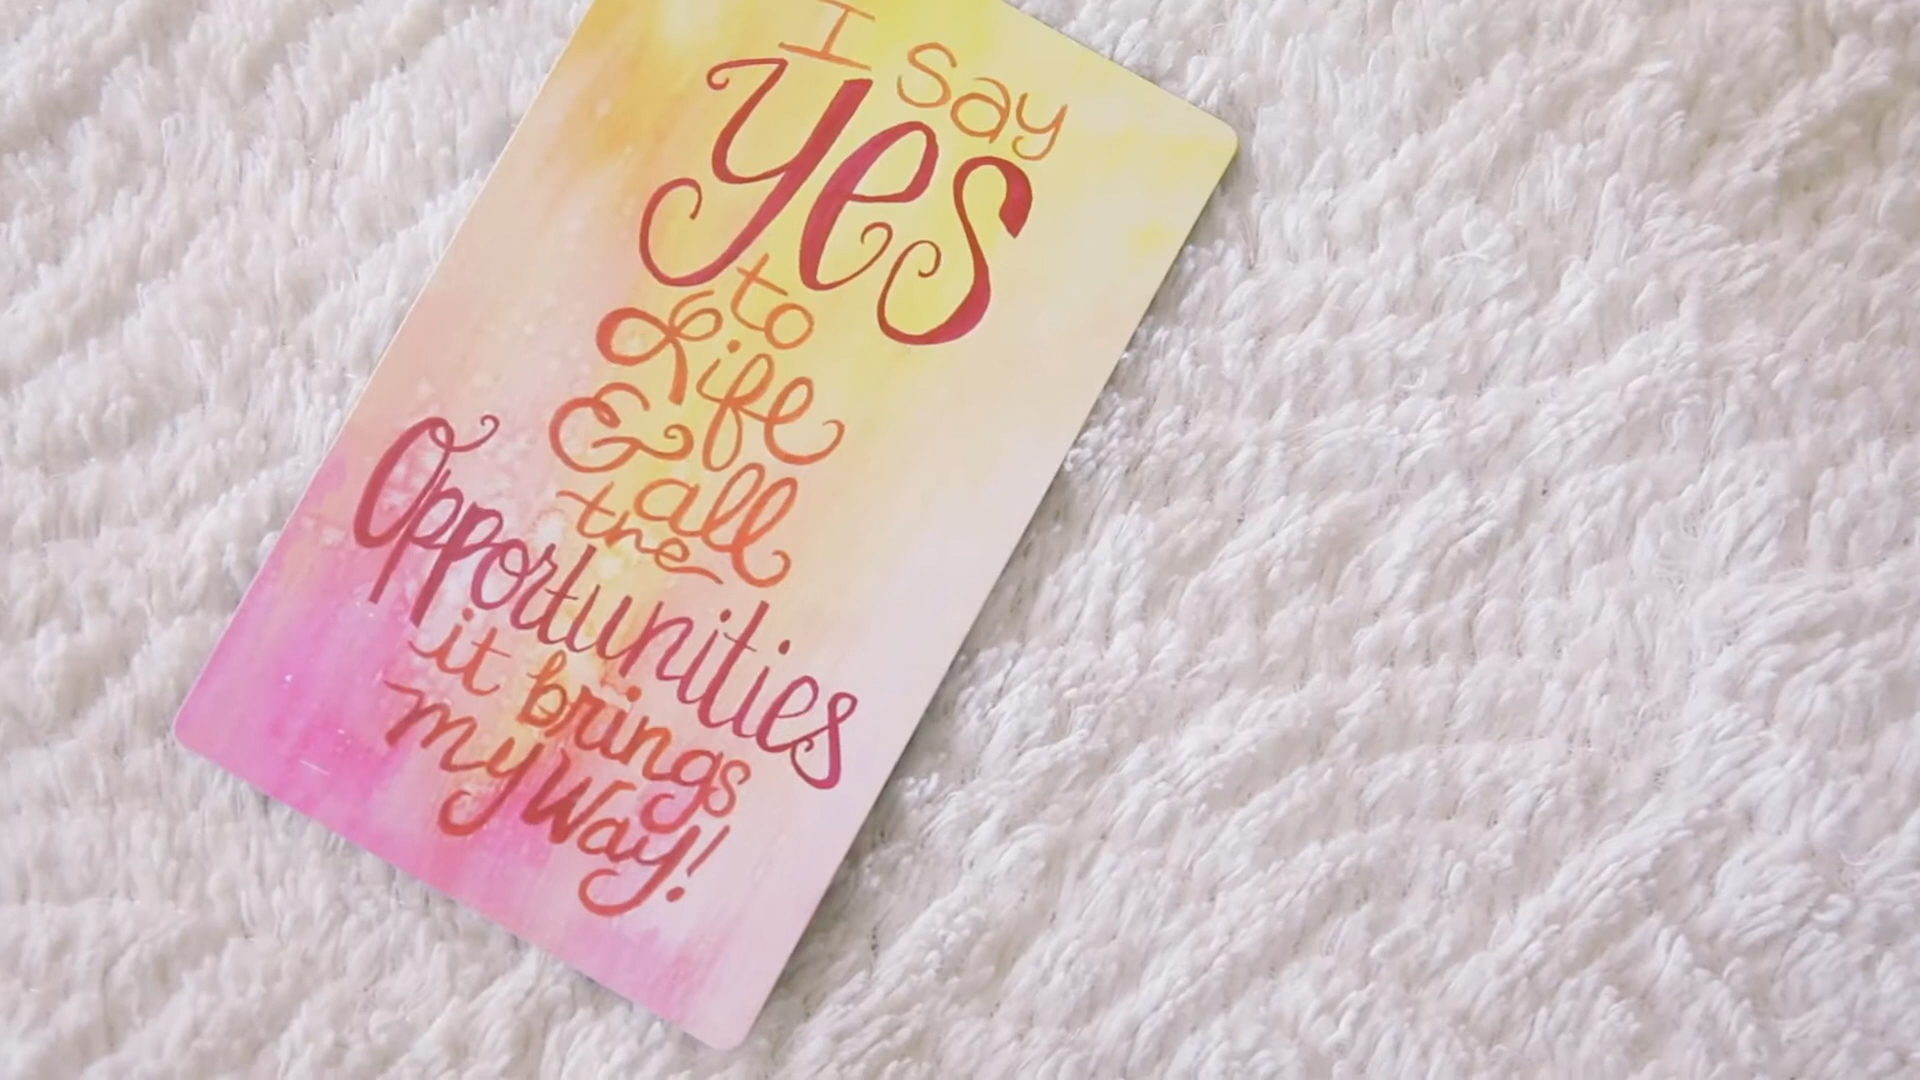 I say
yes
to
Life
& all
the
Opportunities
it brings
my way!